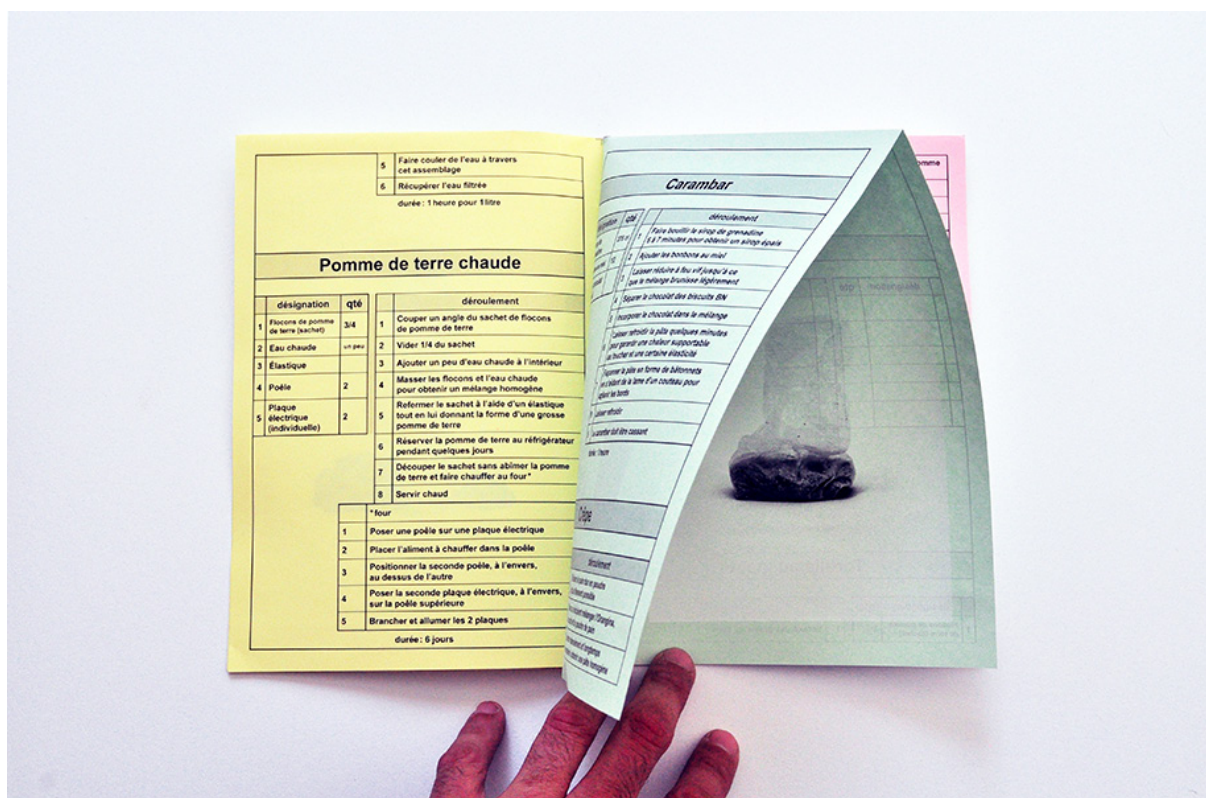 5 Faire couler de l'eau à travers
cet assemblage
6 Récupérer l'eau filtrée
durée : 1 heure pour 1 litre
Pomme de terre chaude
désignation qté
1 Flocons de pomme
de terre (sachet) 3/4
2 Eau chaude un peu
3 Élastique
4 Poêle 2
5 Plaque
électrique
(individuelle) 2
déroulement
1 Couper un angle du sachet de flocons
de pomme de terre
2 Vider 1/4 du sachet
3 Ajouter un peu d'eau chaude à l'intérieur
4 Masser les flocons et l'eau chaude
pour obtenir un mélange homogène
5 Refermer le sachet à l'aide d'un élastique
tout en lui donnant la forme d'une grosse
pomme de terre
6 Réserver la pomme de terre au réfrigérateur
pendant quelques jours
7 Découper le sachet sans abîmer la pomme
de terre et faire chauffer au four*
8 Servir chaud
*four
1 Poser une poêle sur une plaque électrique
2 Placer l'aliment à chauffer dans la poêle
3 Positionner la seconde poêle, à l'envers,
au dessus de l'autre
4 Poser la seconde plaque électrique, à l'envers,
sur la poêle supérieure
5 Brancher et allumer les 2 plaques
durée : 6 jours
Carambar
qté
déroulement
1 Faire bouillir le sirop de grenadine
6 à 7 minutes pour obtenir un sirop épais
2 Ajouter les bonbons au miel
3 Laisser réduire à feu vif jusqu'à ce
que le mélange brunisse légèrement
4 Séparer le chocolat des biscuits BN
Incorporer le chocolat dans le mélange
Laisser refroidir la pâte quelques minutes
pour garantir une chaleur supportable
au toucher et une certaine élasticité
Façonner la pâte en forme de bâtonnets
en s'aidant de la lame d'un couteau pour
les bords
Laisser refroidir
doit être cassant
durée : 1 heure
Crêpe
déroulement